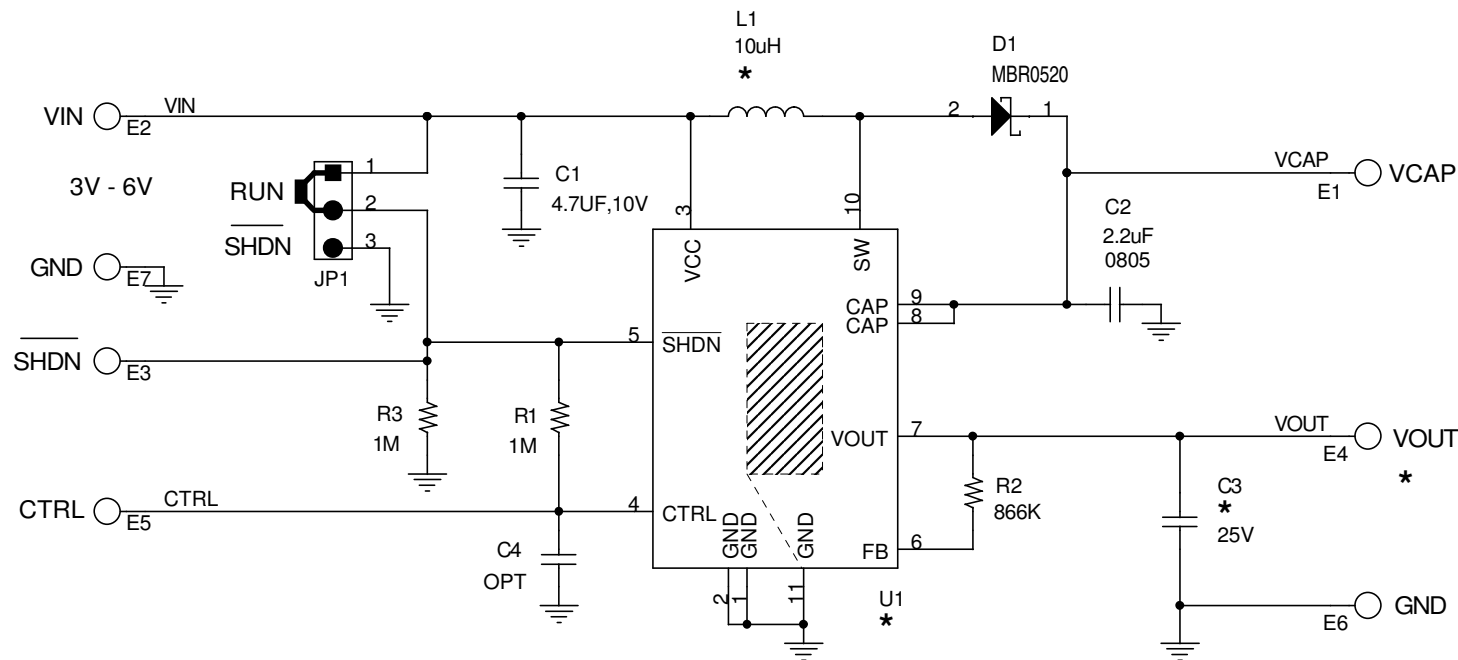 L1
10uH
*
D1
MBR0520
VIN
E2
VIN
2
1
3V - 6V
RUN
SHDN
1
2
3
JP1
C1
4.7UF,10V
3
10
VCAP
E1
VCAP
C2
2.2uF
0805
GND
E7
VCC
SW
CAP
9
CAP
8
SHDN
E3
5
SHDN
R3
1M
R1
1M
VOUT
7
VOUT
E4
VOUT
*
R2
866K
C3
*
25V
CTRL
E5
CTRL
4
CTRL
C4
OPT
GND
GND
GND
FB
6
2
1
11
U1
*
E6
GND